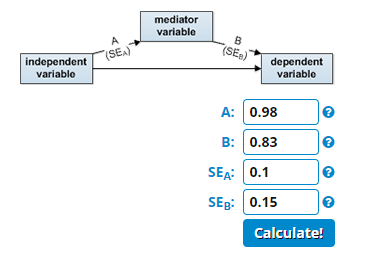 mediator
variable
A
(SEA)
B
(SEB)
independent
variable
dependent
variable
A: 0.98 ?
B: 0.83 ?
SEA: 0.1 ?
SEB: 0.15 ?
Calculate!